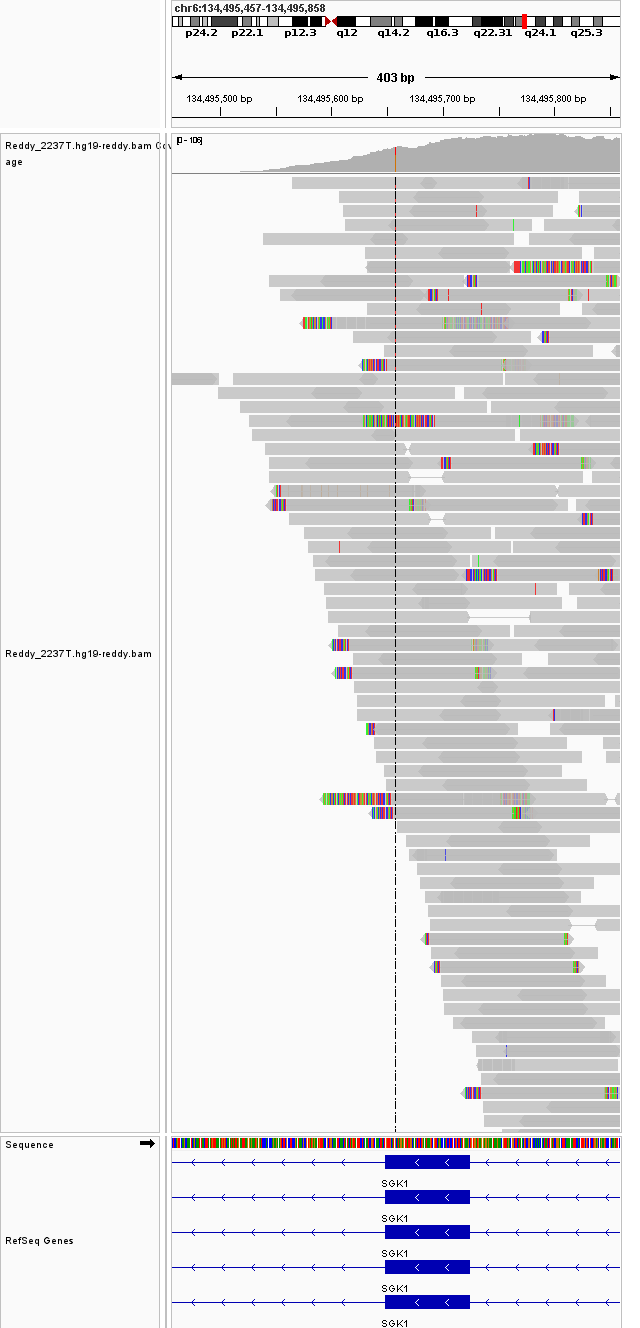 chr6:134,495,457-134,495,858
p24.2 p22.1 p12.3 q12 q14.2 q16.3 q22.31 q24.1 q25.3
403 bp
134,495,500 bp 134,495,600 bp 134,495,700 bp 134,495,800 bp
[0 - 106]
Reddy_2237T.hg19-reddy.bam Cov
age
Reddy_2237T.hg19-reddy.bam
Sequence
SGK1
SGK1
RefSeq Genes
SGK1
SGK1
SGK1